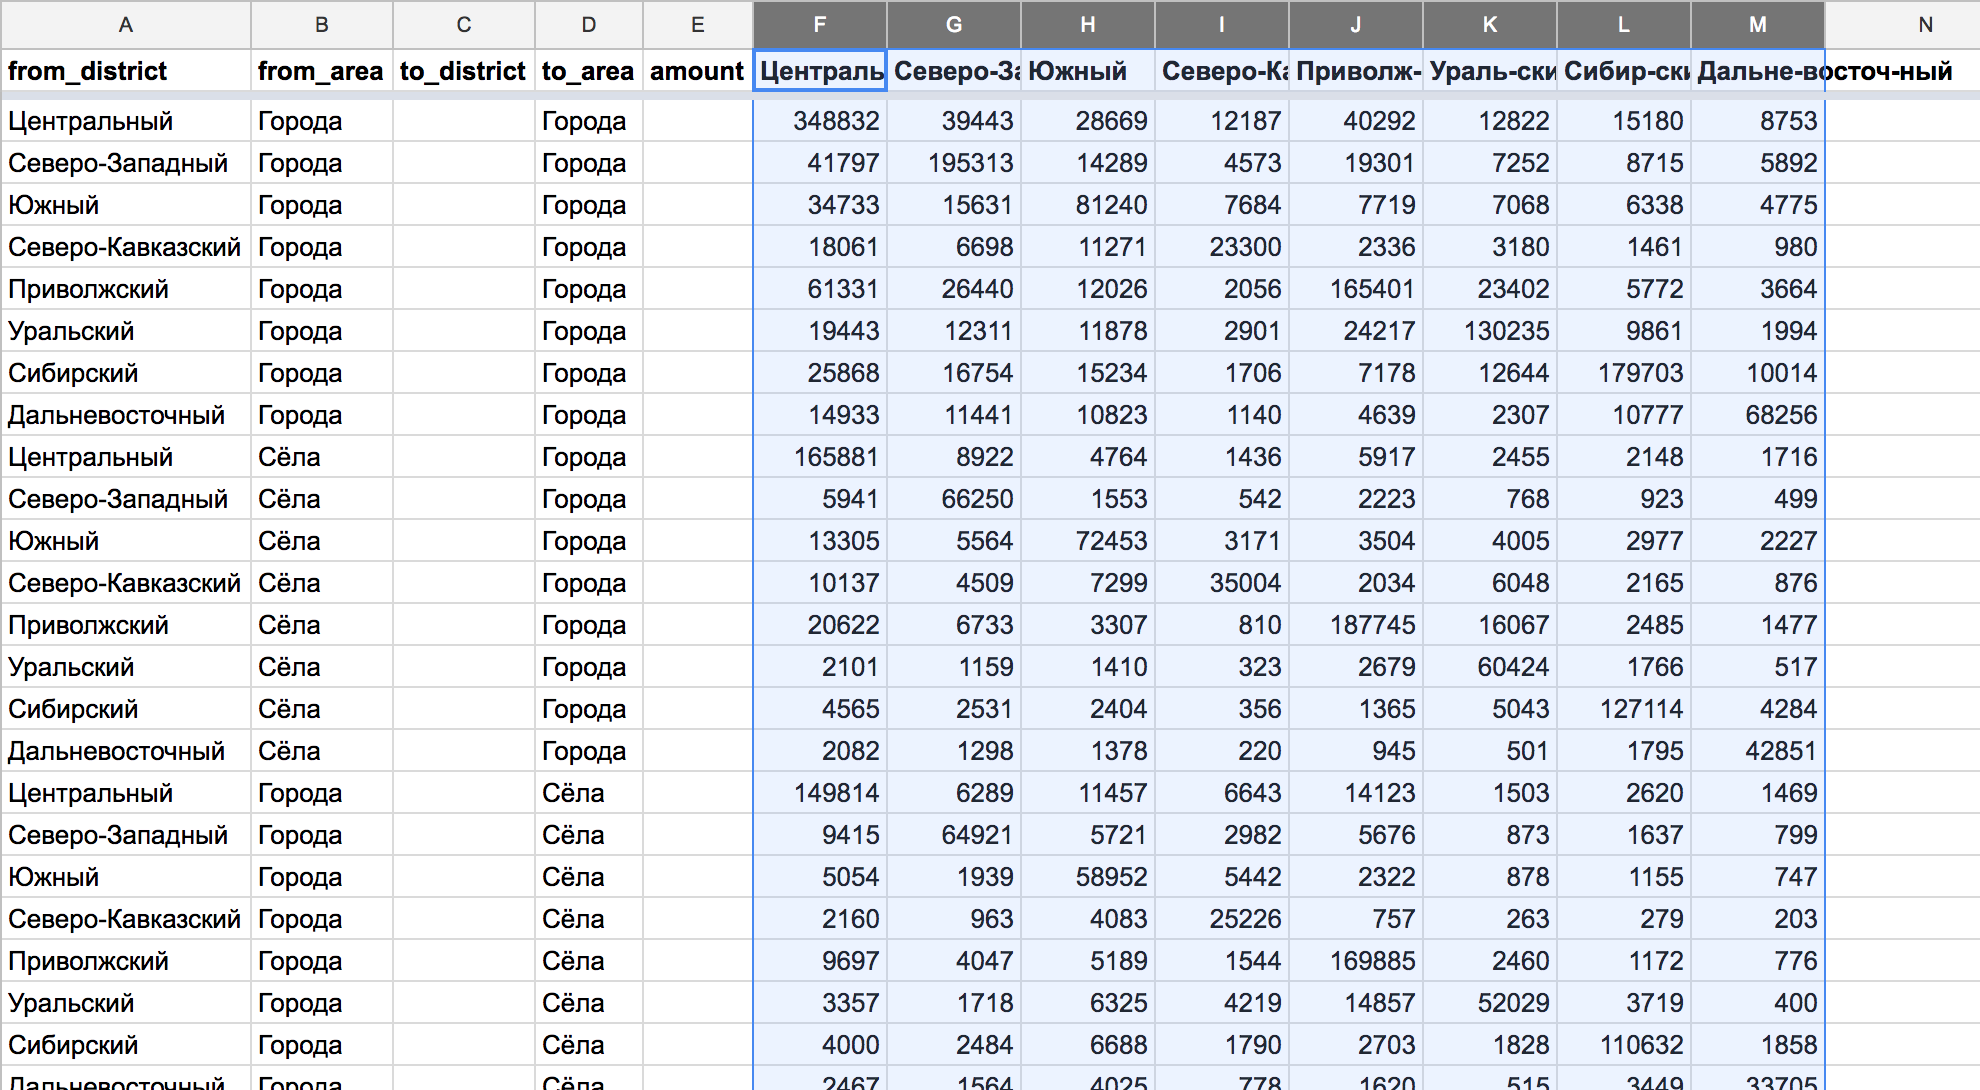 A B C D E F G H I J K L M N
from_district from_area to_district to_area amount Централь Северо-За Южный Северо-Ка Приволж- Ураль-ски Сибир-ски Дальне-восточ-ный
Центральный Города Города 348832 39443 28669 12187 40292 12822 15180 8753
Северо-Западный Города Города 41797 195313 14289 4573 19301 7252 8715 5892
Южный Города Города 34733 15631 81240 7684 7719 7068 6338 4775
Северо-Кавказский Города Города 18061 6698 11271 23300 2336 3180 1461 980
Приволжский Города Города 61331 26440 12026 2056 165401 23402 5772 3664
Уральский Города Города 19443 12311 11878 2901 24217 130235 9861 1994
Сибирский Города Города 25868 16754 15234 1706 7178 12644 179703 10014
Дальневосточный Города Города 14933 11441 10823 1140 4639 2307 10777 68256
Центральный Сёла Города 165881 8922 4764 1436 5917 2455 2148 1716
Северо-Западный Сёла Города 5941 66250 1553 542 2223 768 923 499
Южный Сёла Города 13305 5564 72453 3171 3504 4005 2977 2227
Северо-Кавказский Сёла Города 10137 4509 7299 35004 2034 6048 2165 876
Приволжский Сёла Города 20622 6733 3307 810 187745 16067 2485 1477
Уральский Сёла Города 2101 1159 1410 323 2679 60424 1766 517
Сибирский Сёла Города 4565 2531 2404 356 1365 5043 127114 4284
Дальневосточный Сёла Города 2082 1298 1378 220 945 501 1795 42851
Центральный Города Сёла 149814 6289 11457 6643 14123 1503 2620 1469
Северо-Западный Города Сёла 9415 64921 5721 2982 5676 873 1637 799
Южный Города Сёла 5054 1939 58952 5442 2322 878 1155 747
Северо-Кавказский Города Сёла 2160 963 4083 25226 757 263 279 203
Приволжский Города Сёла 9697 4047 5189 1544 169885 2460 1172 776
Уральский Города Сёла 3357 1718 6325 4219 14857 52029 3719 400
Сибирский Города Сёла 4000 2484 6688 1790 2703 1828 110632 1858
Дальневосточный Города Сёла 2467 1564 4025 778 1620 515 3449 33705